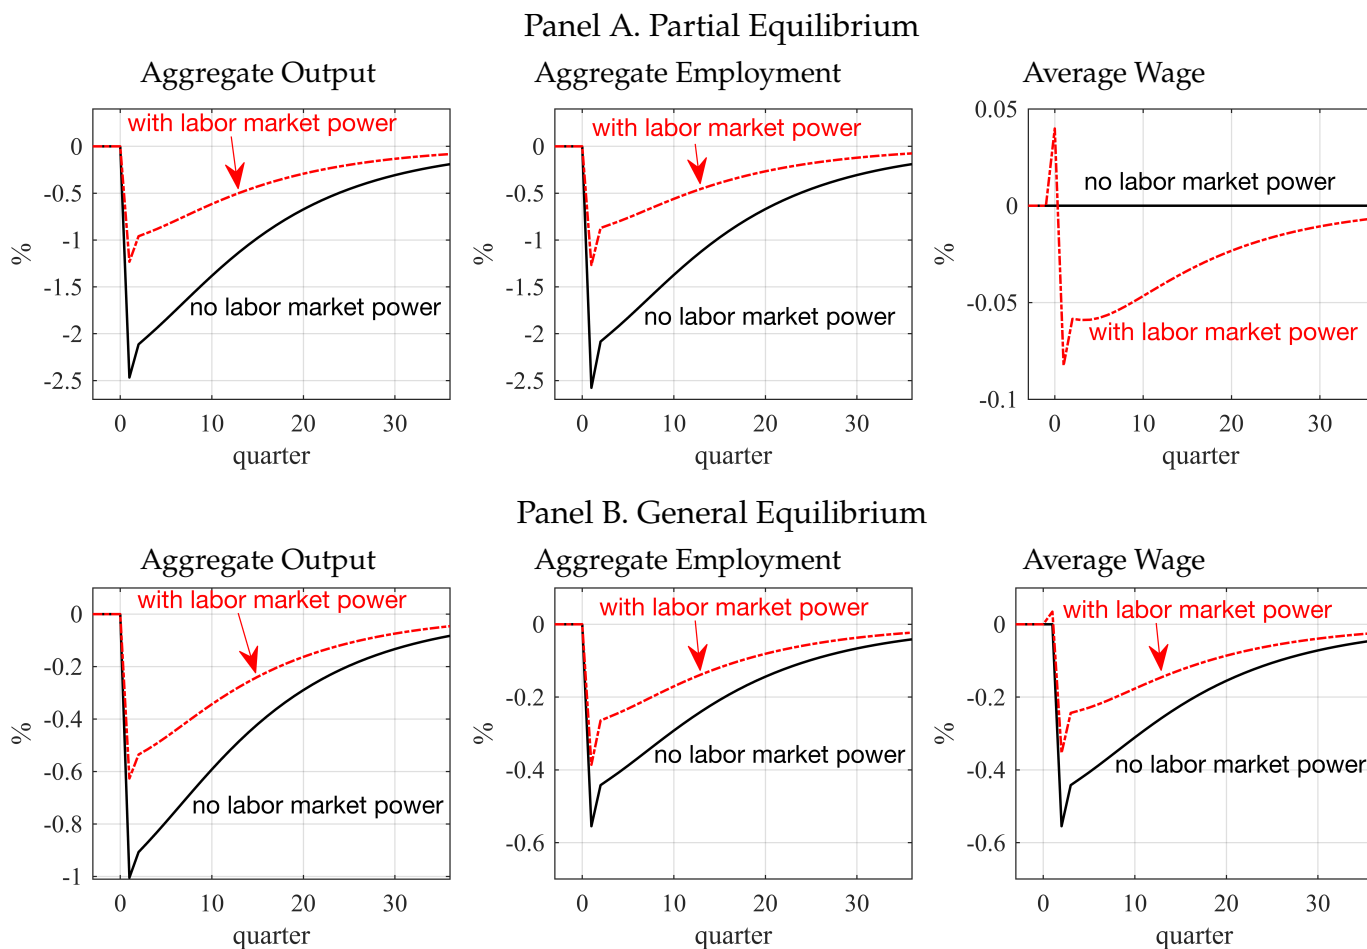 Panel A. Partial Equilibrium
Aggregate Output
Aggregate Employment
Average Wage
with labor market power
no labor market power
0
-0.5
-1
-1.5
-2
-2.5
%
0 10 20 30
quarter
with labor market power
no labor market power
0
-0.5
-1
-1.5
-2
-2.5
%
0 10 20 30
quarter
no labor market power
with labor market power
0.05
0
-0.05
-0.1
%
0 10 20 30
quarter
Panel B. General Equilibrium
Aggregate Output
Aggregate Employment
Average Wage
with labor market power
no labor market power
0
-0.2
-0.4
-0.6
-0.8
-1
%
0 10 20 30
quarter
with labor market power
no labor market power
0
-0.2
-0.4
-0.6
%
0 10 20 30
quarter
with labor market power
no labor market power
0
-0.2
-0.4
-0.6
%
0 10 20 30
quarter